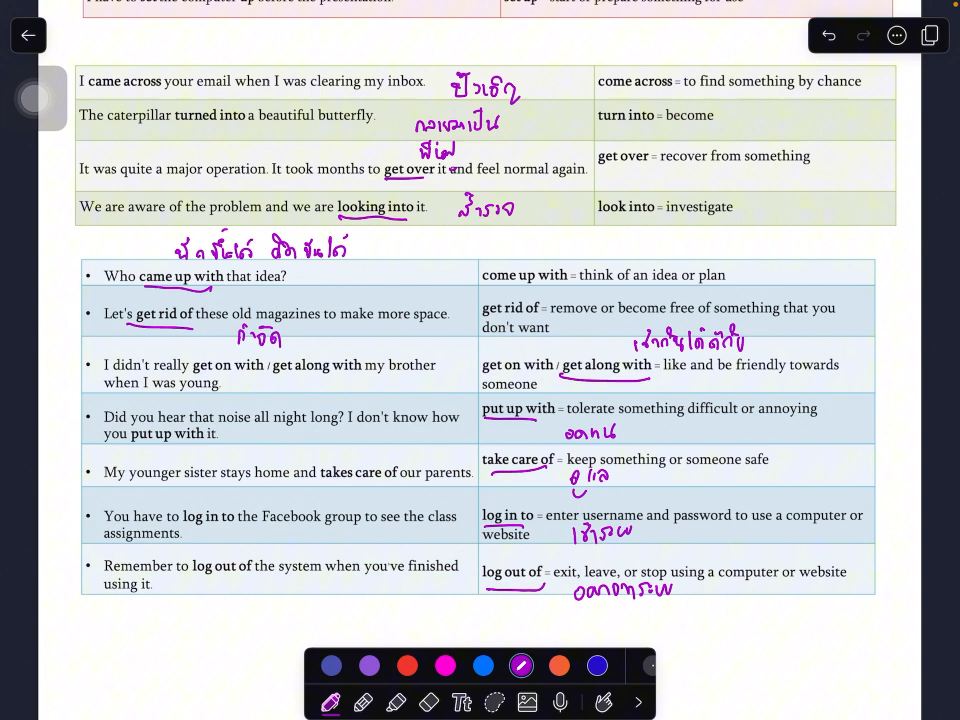 I came across your email when I was clearing my inbox.
come across = to find something by chance
The caterpillar turned into a beautiful butterfly.
กลายมาเป็น
turn into = become
It was quite a major operation. It took months to get over it and feel normal again.
get over = recover from something
We are aware of the problem and we are looking into it.
สำรวจ
look into = investigate
• Who came up with that idea?
come up with = think of an idea or plan
• Let's get rid of these old magazines to make more space.
กำจัด
get rid of = remove or become free of something that you
don't want
เข้ากันได้ดีกับ
• I didn't really get on with / get along with my brother
when I was young.
get on with / get along with = like and be friendly towards
someone
• Did you hear that noise all night long? I don't know how
you put up with it.
put up with = tolerate something difficult or annoying
อดทน
• My younger sister stays home and takes care of our parents.
take care of = keep something or someone safe
ดูแล
• You have to log in to the Facebook group to see the class
assignments.
log in to = enter username and password to use a computer or
website
เข้าระบบ
• Remember to log out of the system when you've finished
using it.
log out of = exit, leave, or stop using a computer or website
ออกจากระบบ
Tt